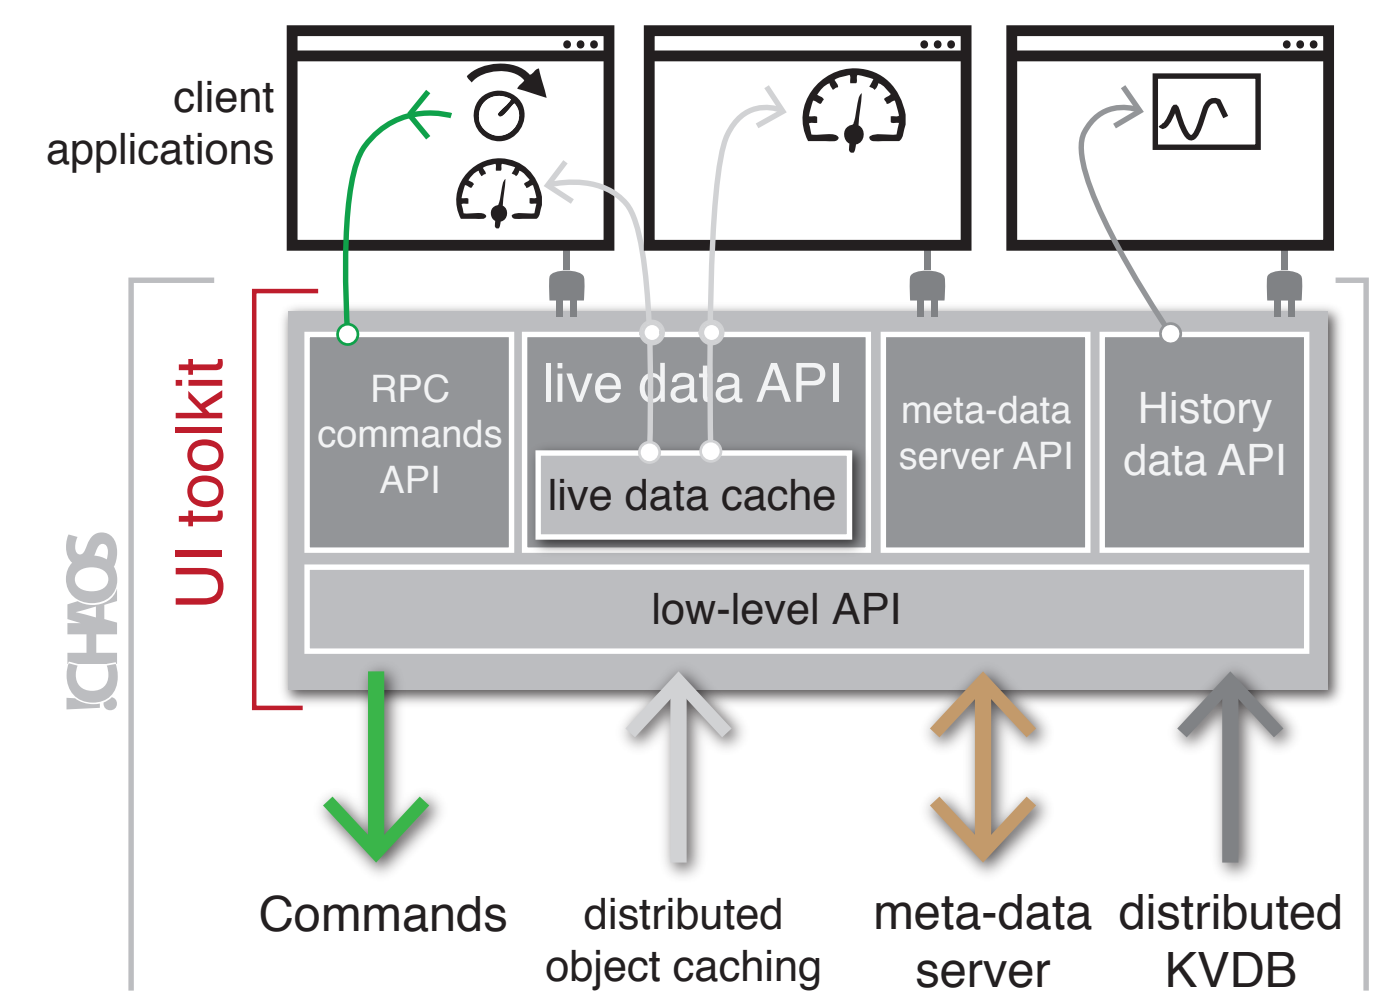 client
applications
UI toolkit
!CHAOS
RPC
commands
API
live data API
live data cache
meta-data
server API
History
data API
low-level API
Commands
distributed
object caching
meta-data
server
distributed
KVDB